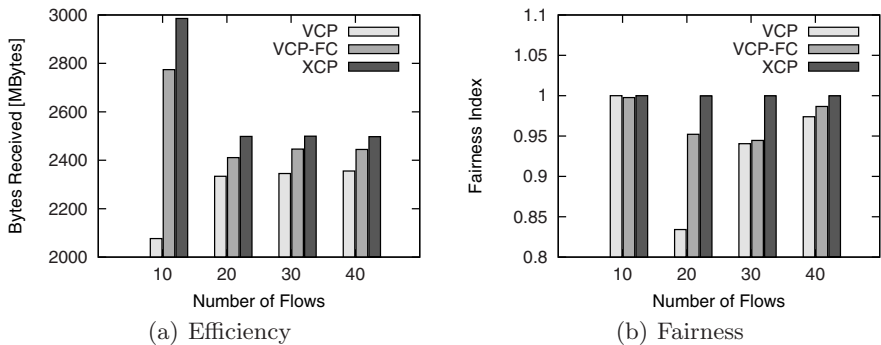 Bytes Received [MBytes]
3000
2800
2600
2400
2200
2000
VCP
VCP-FC
XCP
10 20 30 40
Number of Flows
(a) Efficiency
Fairness Index
1.1
1.05
1
0.95
0.9
0.85
0.8
VCP
VCP-FC
XCP
10 20 30 40
Number of Flows
(b) Fairness